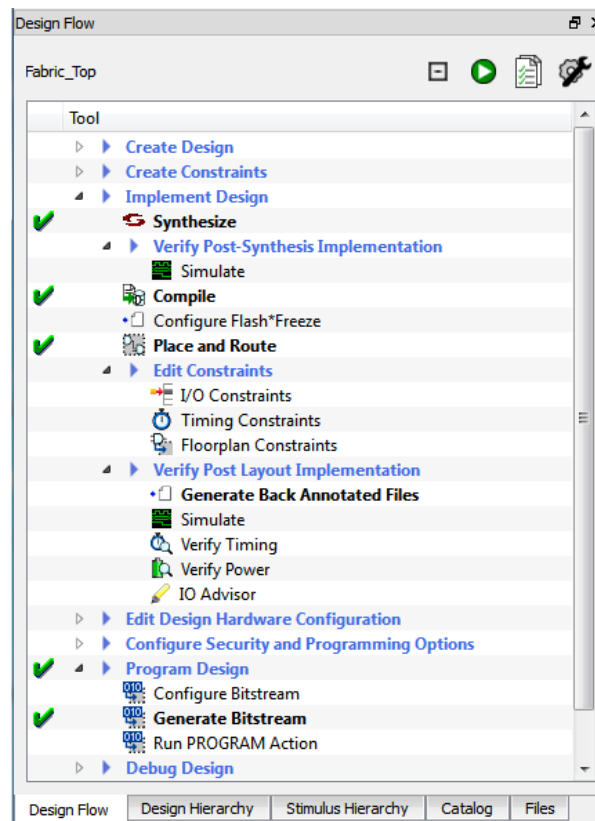 Design Flow
Fabric_Top
Tool
Create Design
Create Constraints
Implement Design
Synthesize
Verify Post-Synthesis Implementation
Simulate
Compile
Configure Flash*Freeze
Place and Route
Edit Constraints
I/O Constraints
Timing Constraints
Floorplan Constraints
Verify Post Layout Implementation
Generate Back Annotated Files
Simulate
Verify Timing
Verify Power
IO Advisor
Edit Design Hardware Configuration
Configure Security and Programming Options
Program Design
Configure Bitstream
Generate Bitstream
Run PROGRAM Action
Debug Design
Design Flow Design Hierarchy Stimulus Hierarchy Catalog Files